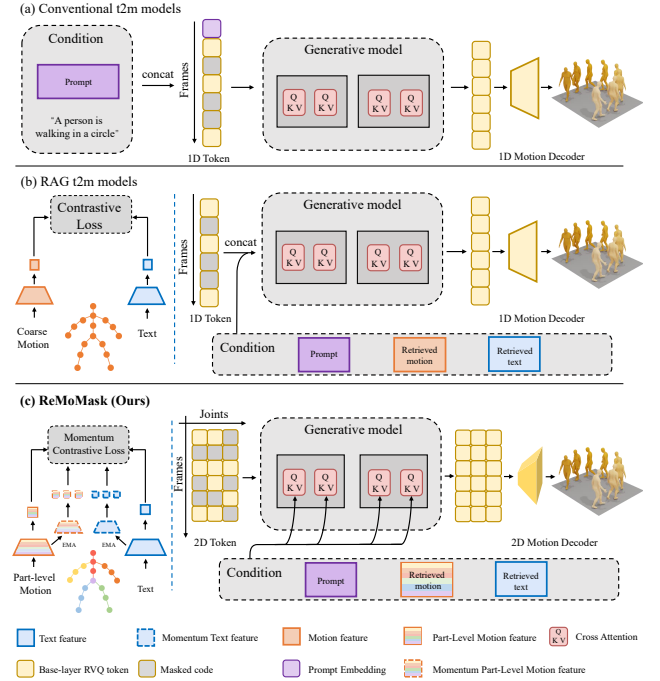 (a) Conventional t2m models
Condition
Prompt
"A person is
walking in a circle"
concat
Frames
1D Token
Generative model
Q
K V
Q
K V
Q
K V
Q
K V
1D Motion Decoder
(b) RAG t2m models
Contrastive
Loss
Coarse
Motion
Text
Frames
1D Token
concat
Generative model
Q
K V
Q
K V
Q
K V
Q
K V
1D Motion Decoder
Condition
Prompt
Retrieved
motion
Retrieved
text
(c) ReMoMask (Ours)
Momentum
Contrastive Loss
EMA
EMA
Part-level
Motion
Text
Joints
Frames
2D Token
Generative model
Q
K V
Q
K V
Q
K V
Q
K V
2D Motion Decoder
Condition
Prompt
Retrieved
motion
Retrieved
text
Text feature
Momentum Text feature
Motion feature
Part-Level Motion feature
Q
K V
Cross Attention
Base-layer RVQ token
Masked code
Prompt Embedding
Momentum Part-Level Motion feature